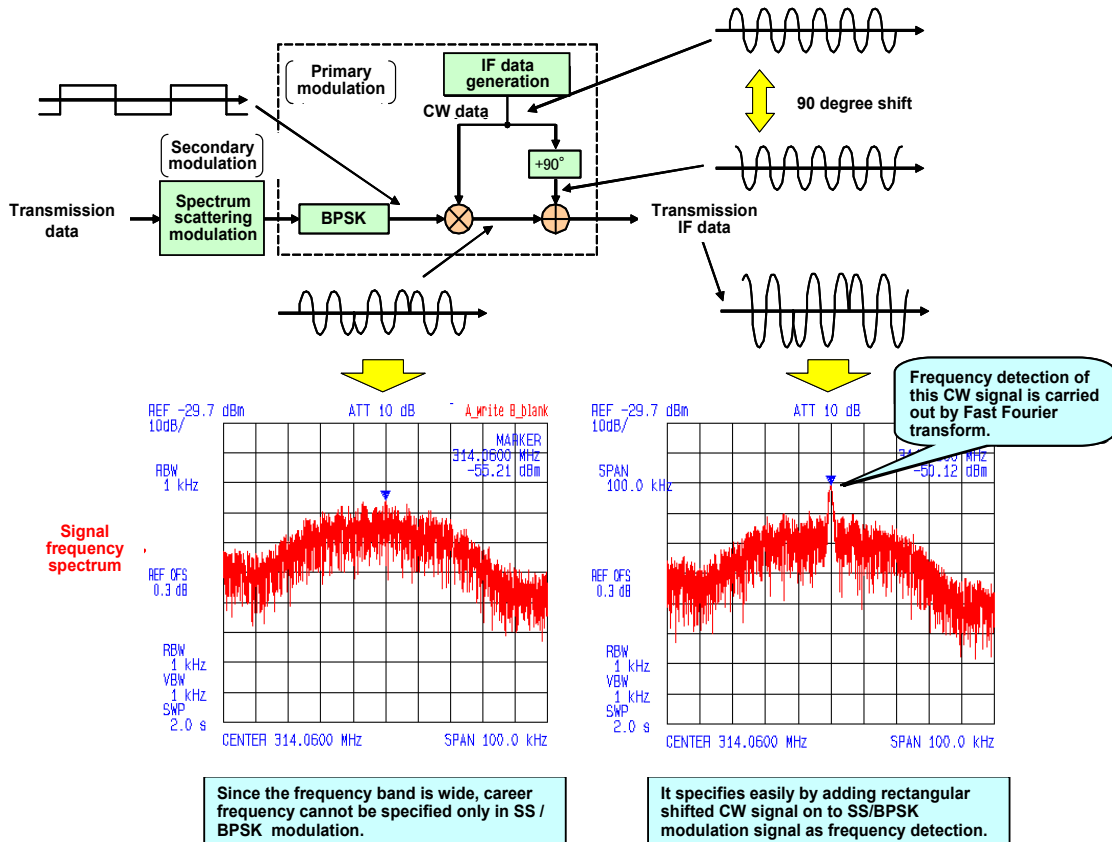 Primary
modulation
IF data
generation
CW data
90 degree shift
Secondary
modulation
+90°
Transmission
data
Spectrum
scattering
modulation
BPSK
Transmission
IF data
Frequency detection of
this CW signal is carried
out by Fast Fourier
transform.
REF -29.7 dBm
10dB/
ATT 10 dB
A_write B_blank
MARKER
314.0600 MHz
-55.21 dBm
RBW
1 kHz
Signal
frequency
spectrum
REF OFS
0.3 dB
RBW
1 kHz
VBW
1 kHz
SWP
2.0 s
CENTER 314.0600 MHz
SPAN 100.0 kHz
REF -29.7 dBm
10dB/
ATT 10 dB
MHz
-50.12 dBm
SPAN
100.0 kHz
REF OFS
0.3 dB
RBW
1 kHz
VBW
1 kHz
SWP
2.0 s
CENTER 314.0600 MHz
SPAN 100.0 kHz
Since the frequency band is wide, career
frequency cannot be specified only in SS /
BPSK modulation.
It specifies easily by adding rectangular
shifted CW signal on to SS/BPSK
modulation signal as frequency detection.